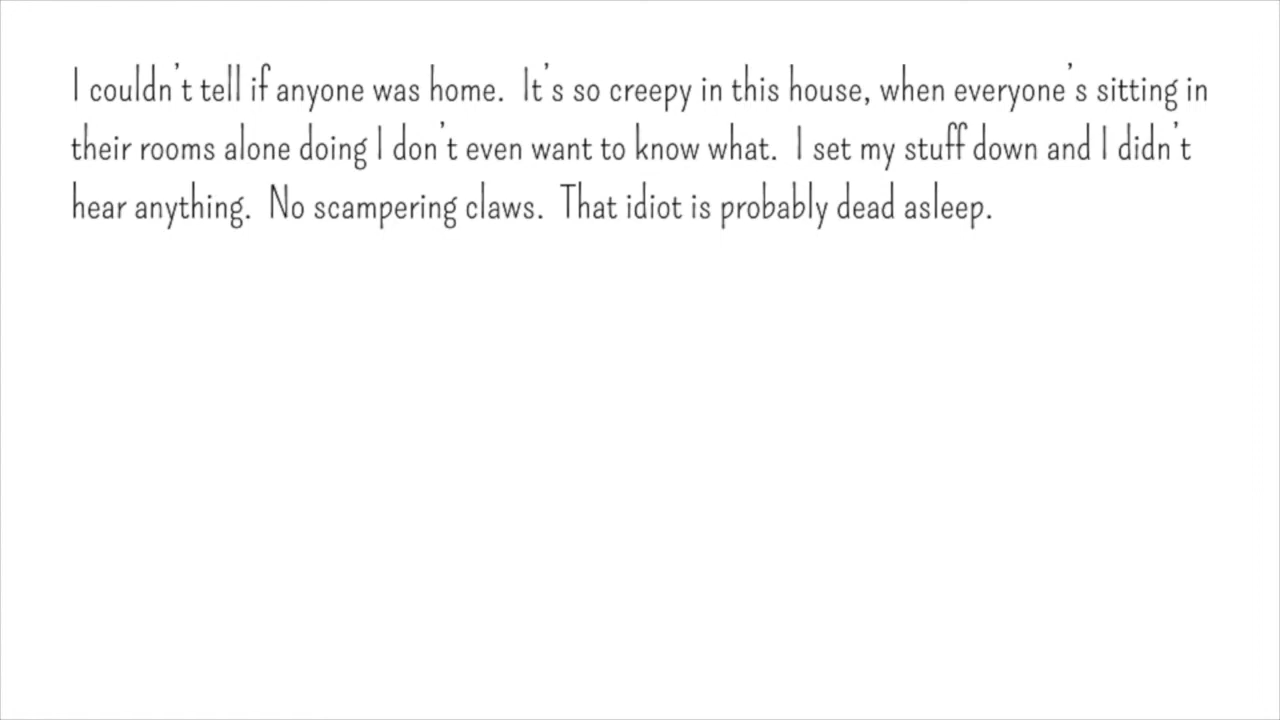 I couldn't tell if anyone was home.  It's so creepy in this house, when everyone's sitting in
their rooms alone doing I don't even want to know what.  I set my stuff down and I didn't
hear anything.  No scampering claws.  That idiot is probably dead asleep.